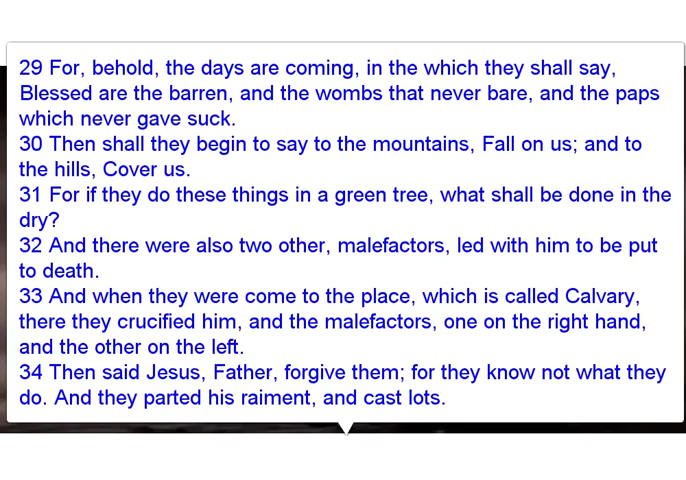 29 For, behold, the days are coming, in the which they shall say,
Blessed are the barren, and the wombs that never bare, and the paps
which never gave suck.
30 Then shall they begin to say to the mountains, Fall on us; and to
the hills, Cover us.
31 For if they do these things in a green tree, what shall be done in the
dry?
32 And there were also two other, malefactors, led with him to be put
to death.
33 And when they were come to the place, which is called Calvary,
there they crucified him, and the malefactors, one on the right hand,
and the other on the left.
34 Then said Jesus, Father, forgive them; for they know not what they
do. And they parted his raiment, and cast lots.